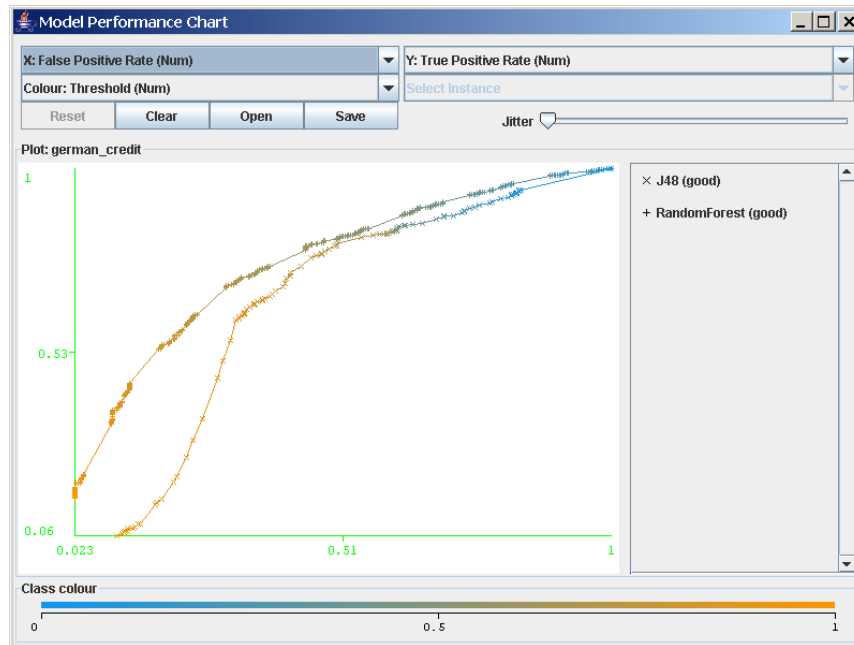 Model Performance Chart
X: False Positive Rate (Num) Y: True Positive Rate (Num)
Colour: Threshold (Num) Select Instance
Reset Clear Open Save Jitter
Plot: german_credit
1
0.53
0.06
0.023 0.51 1
× J48 (good)
+ RandomForest (good)
Class colour
0 0.5 1